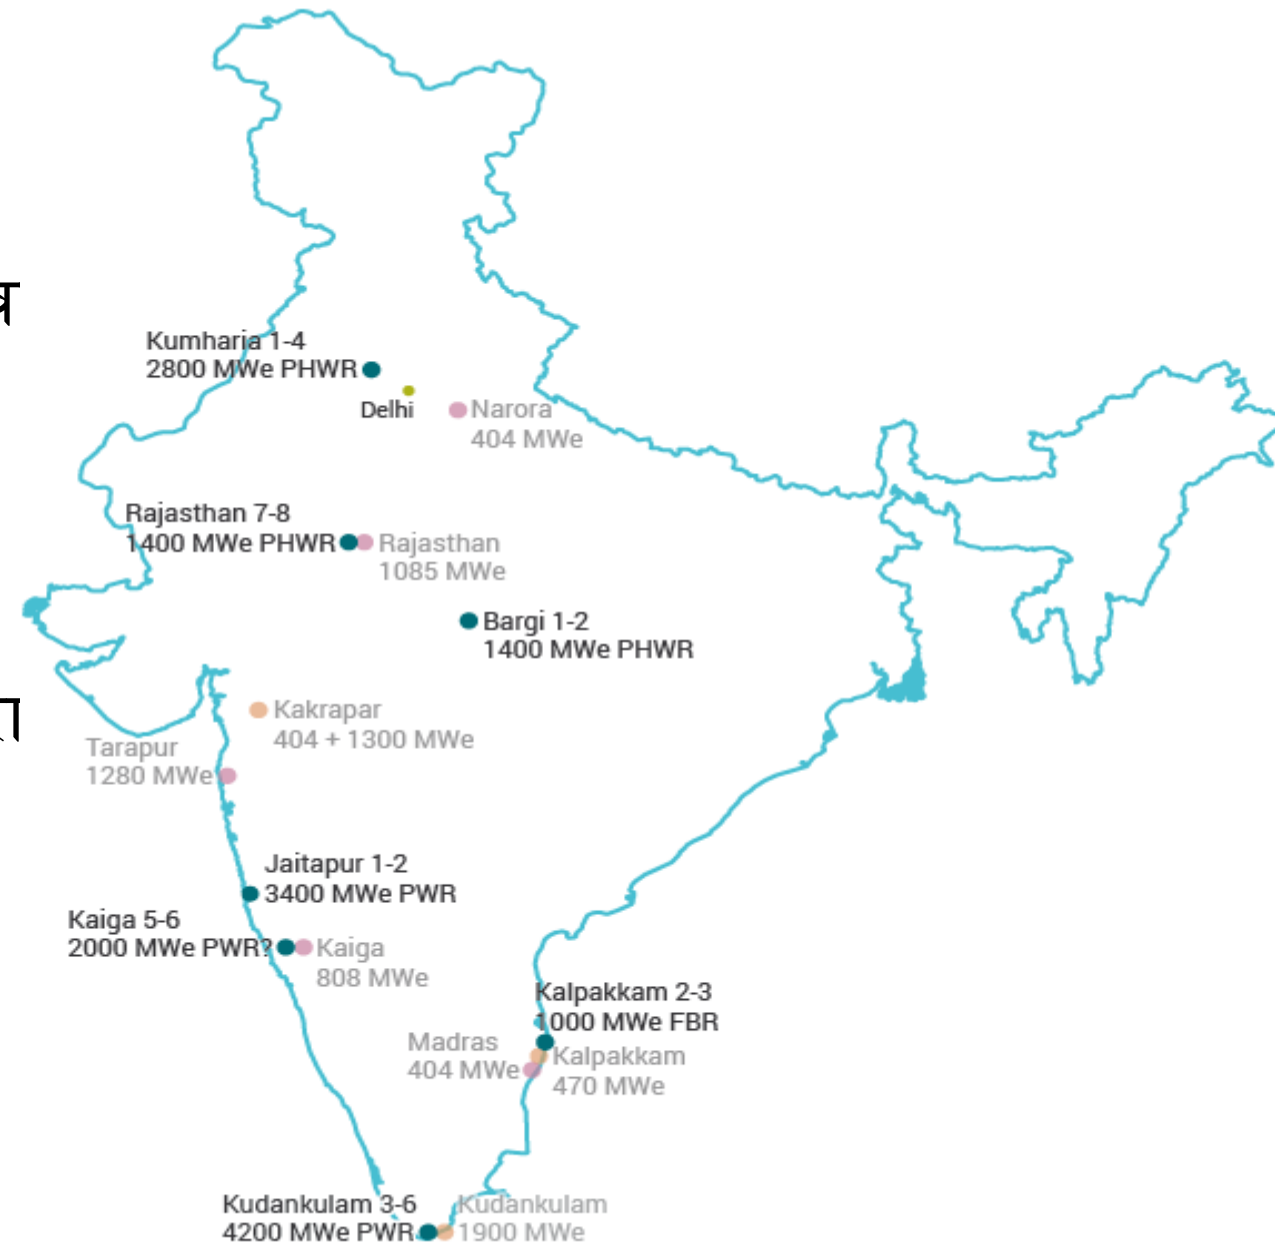 Kumharia 1-4
2800 MWe PHWR
Delhi
Narora
404 MWe
Rajasthan 7-8
1400 MWe PHWR
Rajasthan
1085 MWe
Bargi 1-2
1400 MWe PHWR
Kakrapar
404 + 1300 MWe
Tarapur
1280 MWe
Jaitapur 1-2
3400 MWe PWR
Kaiga 5-6
2000 MWe PWR?
Kaiga
808 MWe
Kalpakkam 2-3
1000 MWe FBR
Madras
404 MWe
Kalpakkam
470 MWe
Kudankulam 3-6
4200 MWe PWR
Kudankulam
1900 MWe